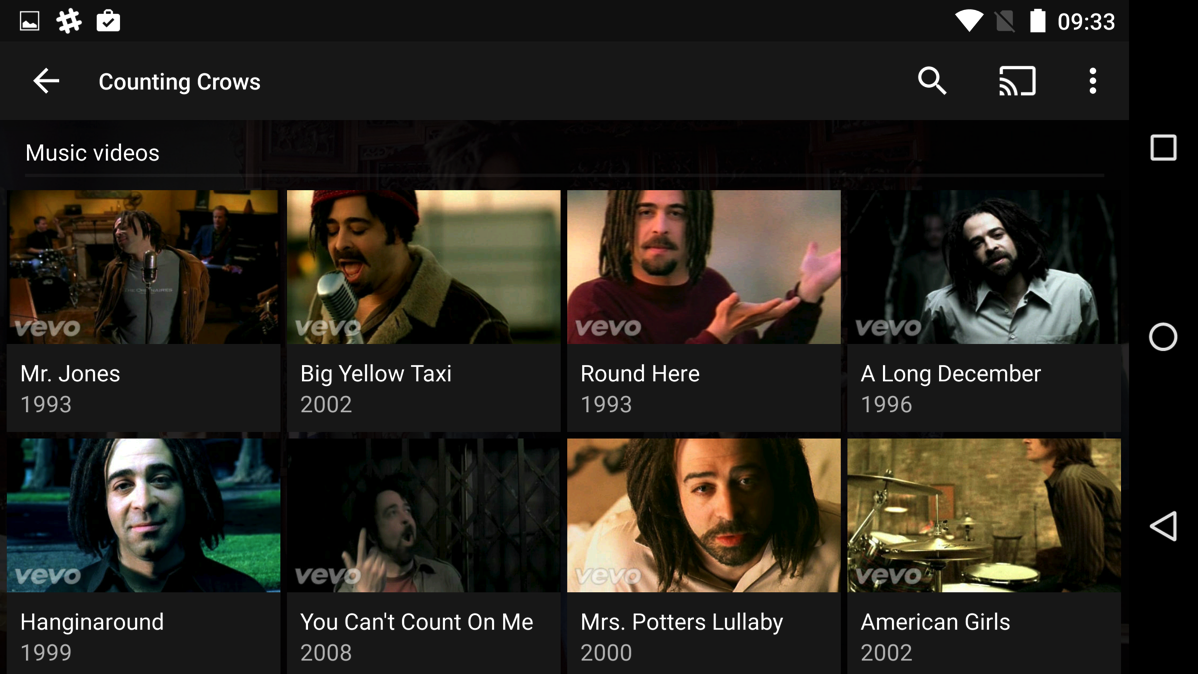 09:33
Counting Crows
Music videos
vevo
vevo
vevo
vevo
Mr. Jones
Big Yellow Taxi
Round Here
A Long December
1993
2002
1993
1996
vevo
vevo
vevo
vevo
Hanginaround
You Can't Count On Me
Mrs. Potters Lullaby
American Girls
1999
2008
2000
2002